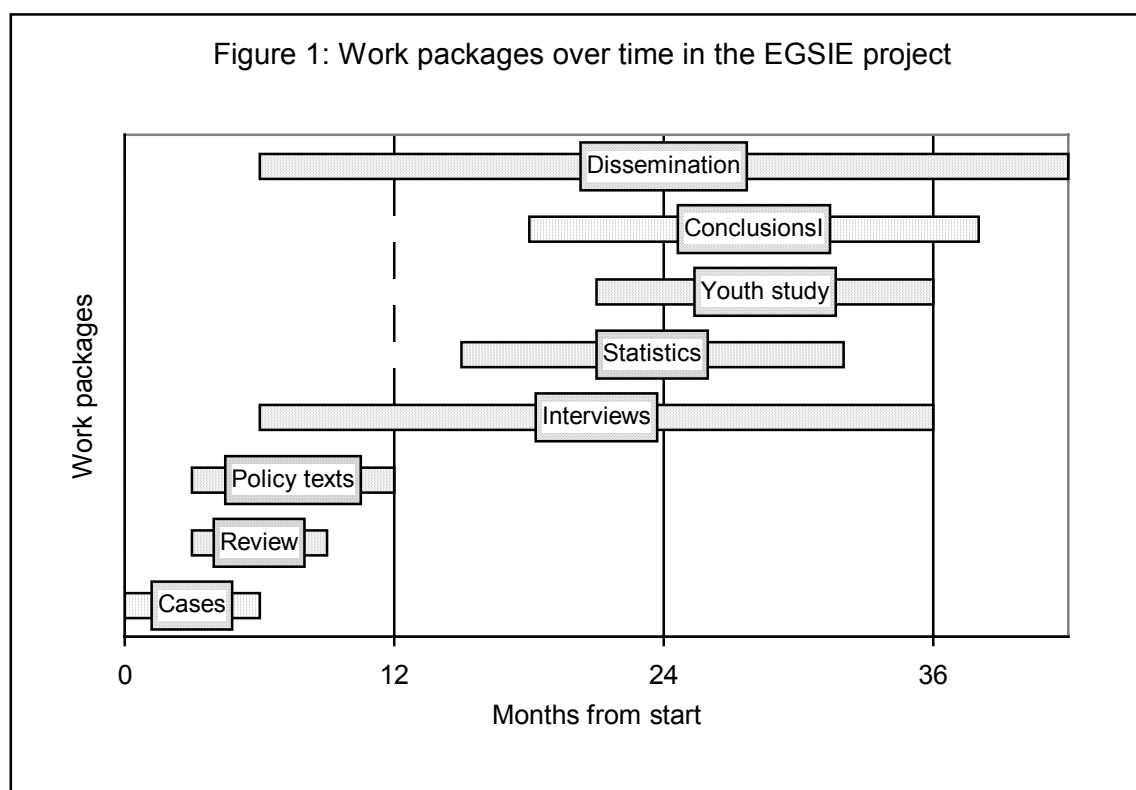 Figure 1: Work packages over time in the EGSIE project
Dissemination
ConclusionsI
Youth study
Statistics
Interviews
Policy texts
Review
Cases
Work packages
0 12 24 36
Months from start